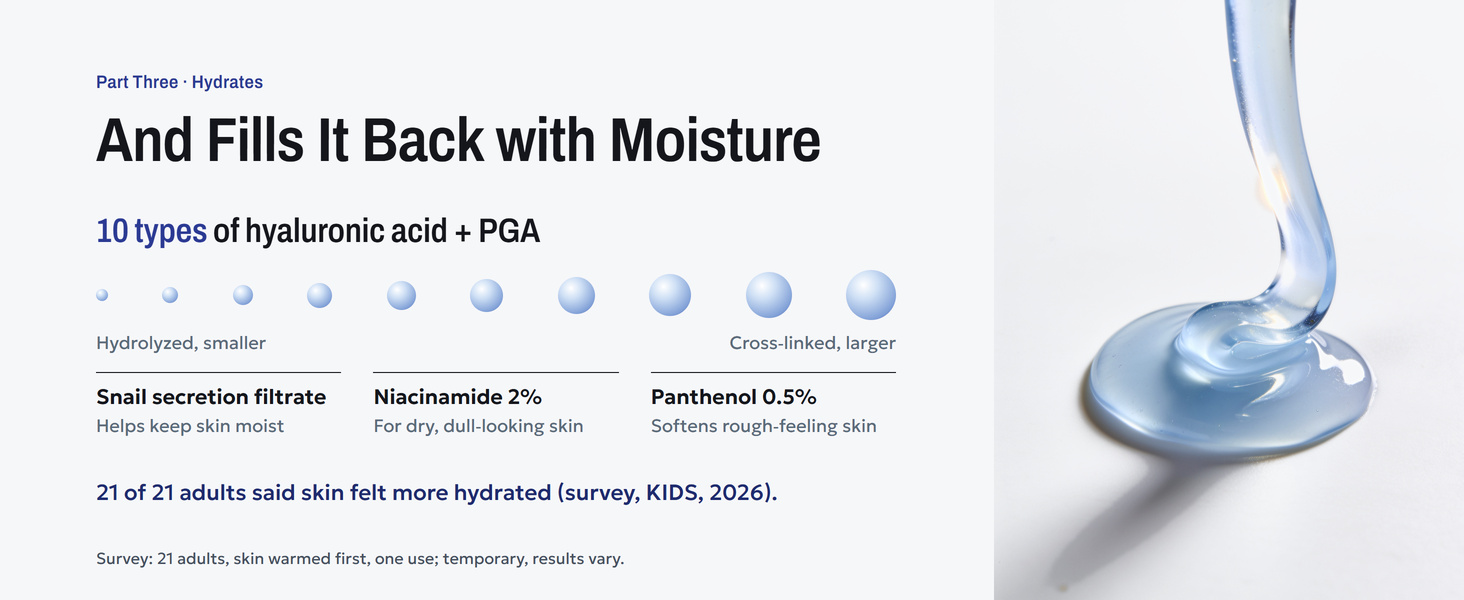 Part Three · Hydrates
And Fills It Back with Moisture
10 types of hyaluronic acid + PGA
Hydrolyzed, smaller
Cross-linked, larger
Snail secretion filtrate
Helps keep skin moist
Niacinamide 2%
For dry, dull-looking skin
Panthenol 0.5%
Softens rough-feeling skin
21 of 21 adults said skin felt more hydrated (survey, KIDS, 2026).
Survey: 21 adults, skin warmed first, one use; temporary, results vary.